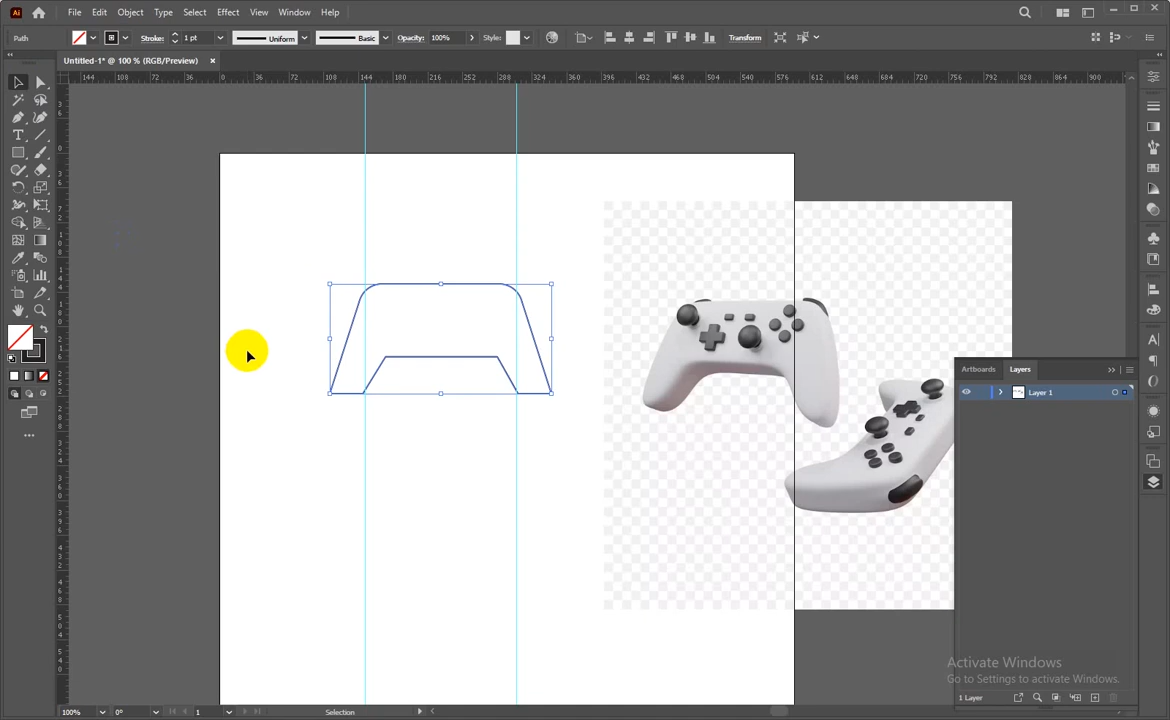 Ai File Edit Object Type Select Effect View Window Help
Path Stroke: 1 pt Uniform Basic Opacity: 100% Style: Transform
Untitled-1* @ 100 % (RGB/Preview) ×
144 108 72 36 0 36 72 108 144 180 216 252 288 324 360 396 432 468 504 540 576 612 648 684 720 756 792 828 864 900
Artboards Layers
Layer 1
Activate Windows
Go to Settings to activate Windows.
1 Layer
100% 0° 1 Selection